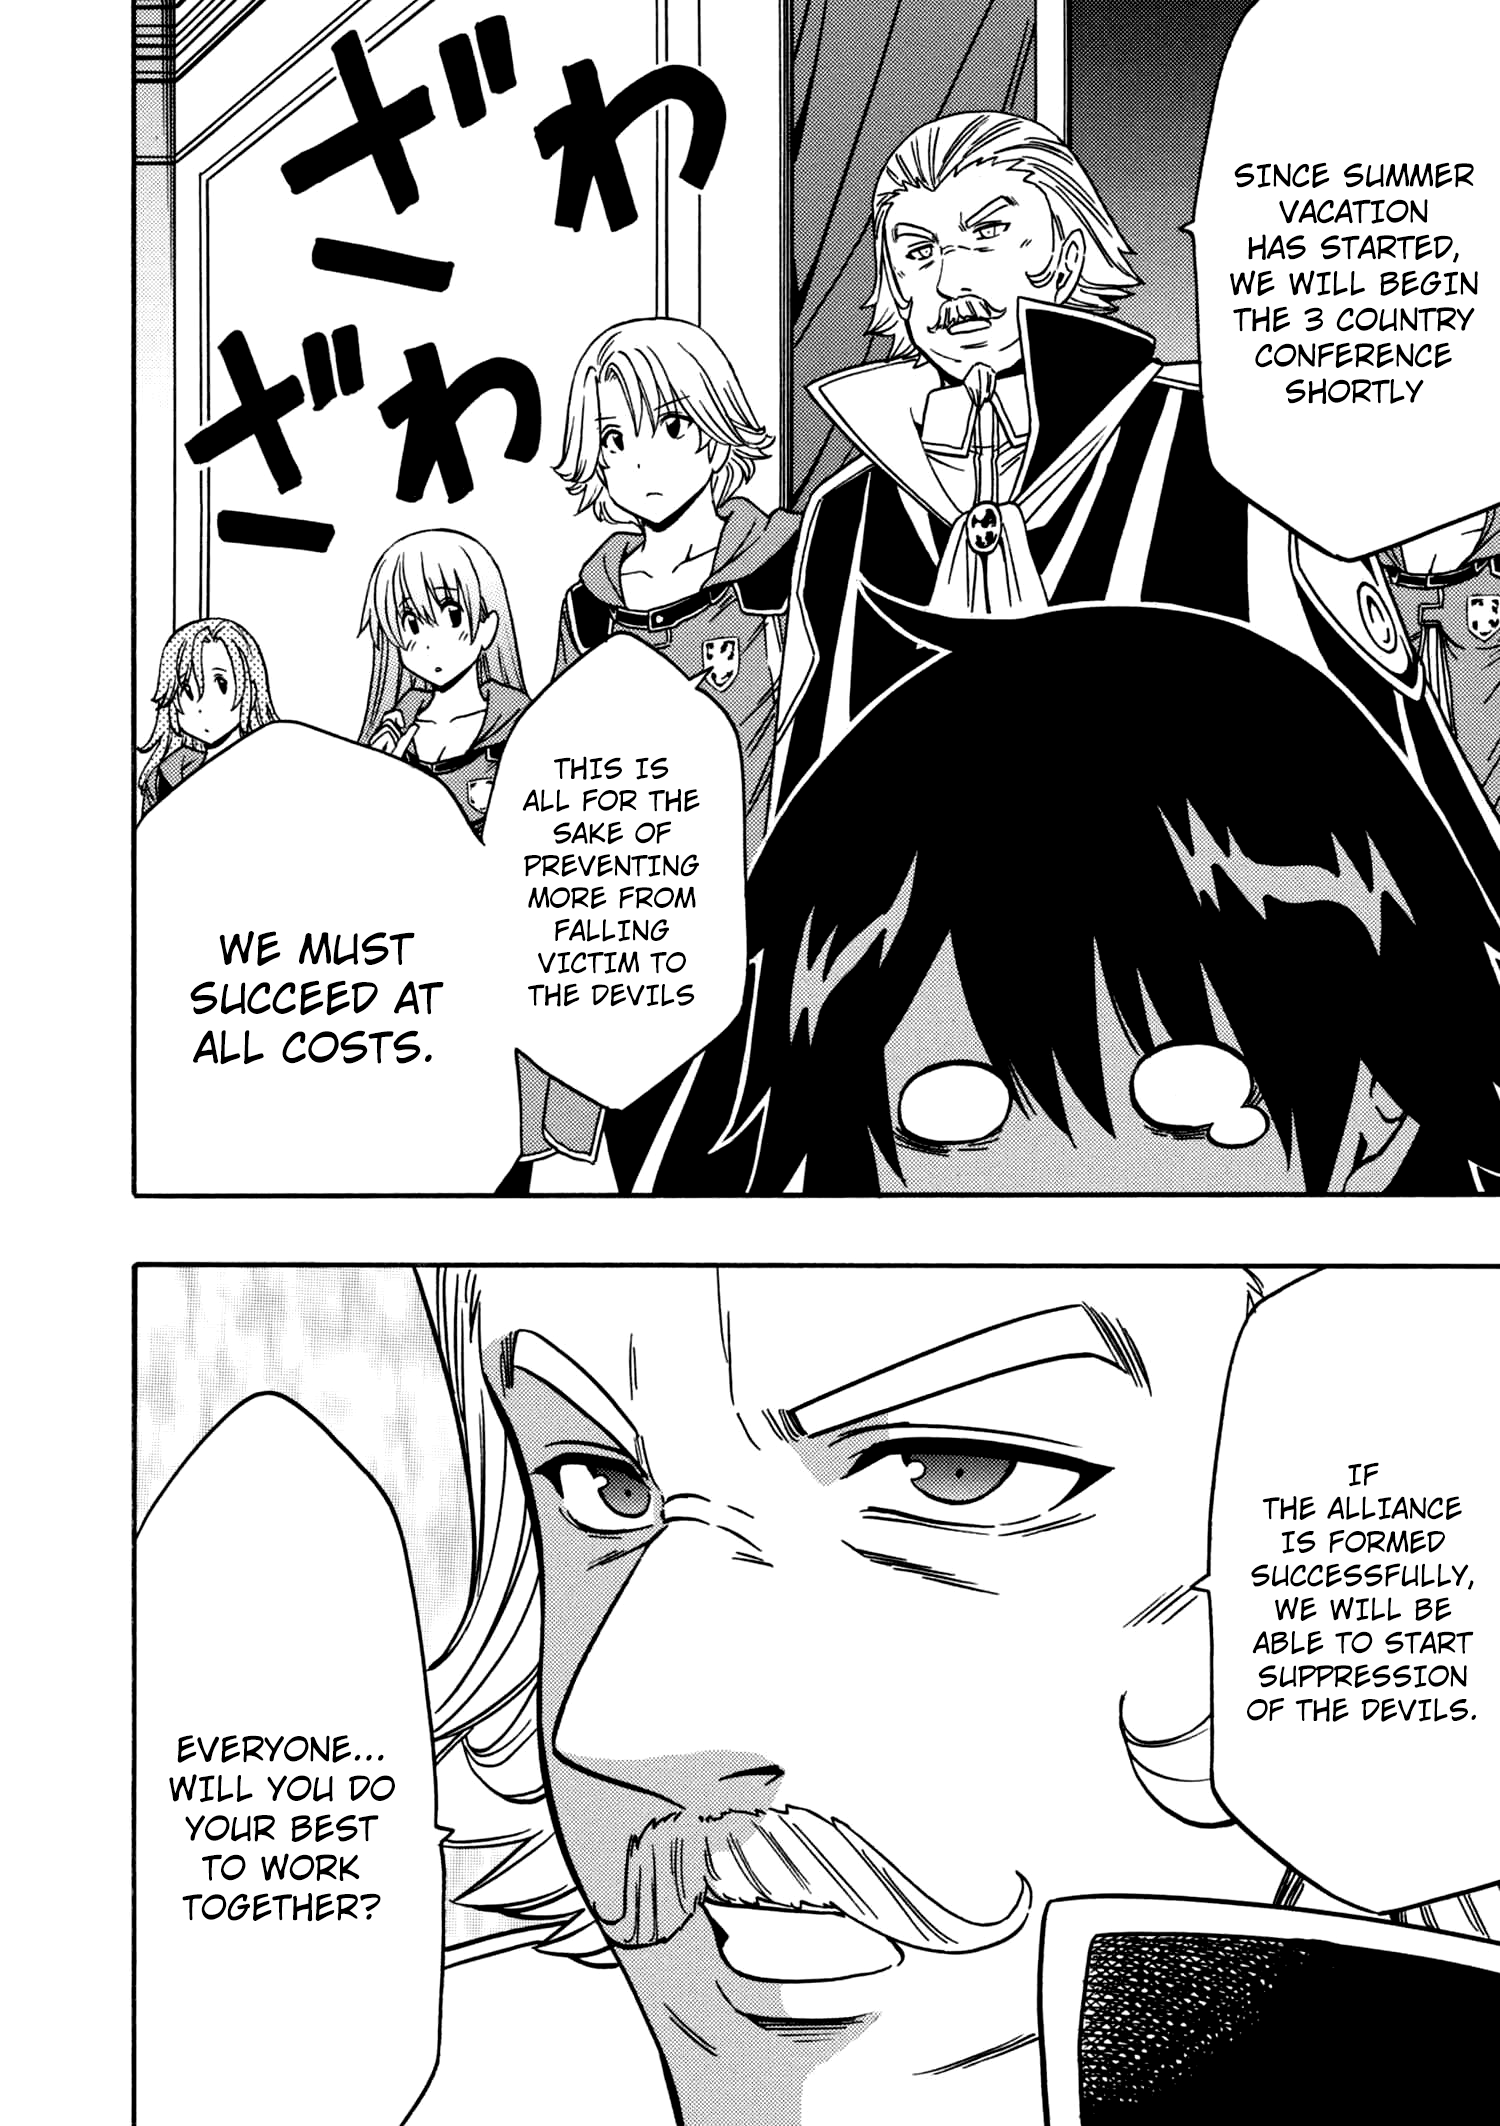 SINCE SUMMER
VACATION
HAS STARTED,
WE WILL BEGIN
THE 3 COUNTRY
CONFERENCE
SHORTLY
ざわ
ー
ざわ
ー
THIS IS
ALL FOR THE
SAKE OF
PREVENTING
MORE FROM
FALLING
VICTIM TO
THE DEVILS
WE MUST
SUCCEED AT
ALL COSTS.
IF
THE ALLIANCE
IS FORMED
SUCCESSFULLY,
WE WILL BE
ABLE TO START
SUPPRESSION
OF THE DEVILS.
EVERYONE...
WILL YOU DO
YOUR BEST
TO WORK
TOGETHER?